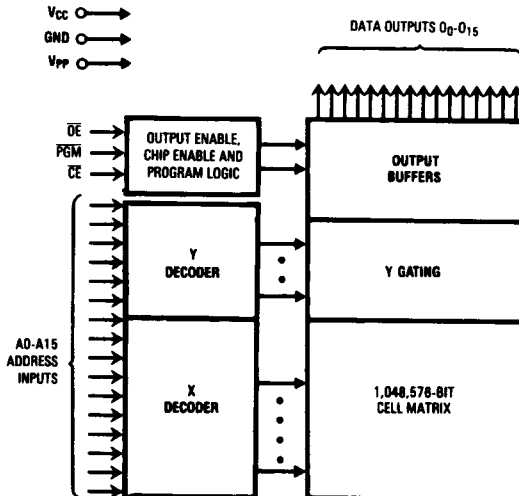 VCC
GND
VPP
DATA OUTPUTS O0-O15
OE
PGM
CE
OUTPUT ENABLE,
CHIP ENABLE AND
PROGRAM LOGIC
OUTPUT
BUFFERS
Y
DECODER
Y GATING
A0-A15
ADDRESS
INPUTS
X
DECODER
1,048,576-BIT
CELL MATRIX